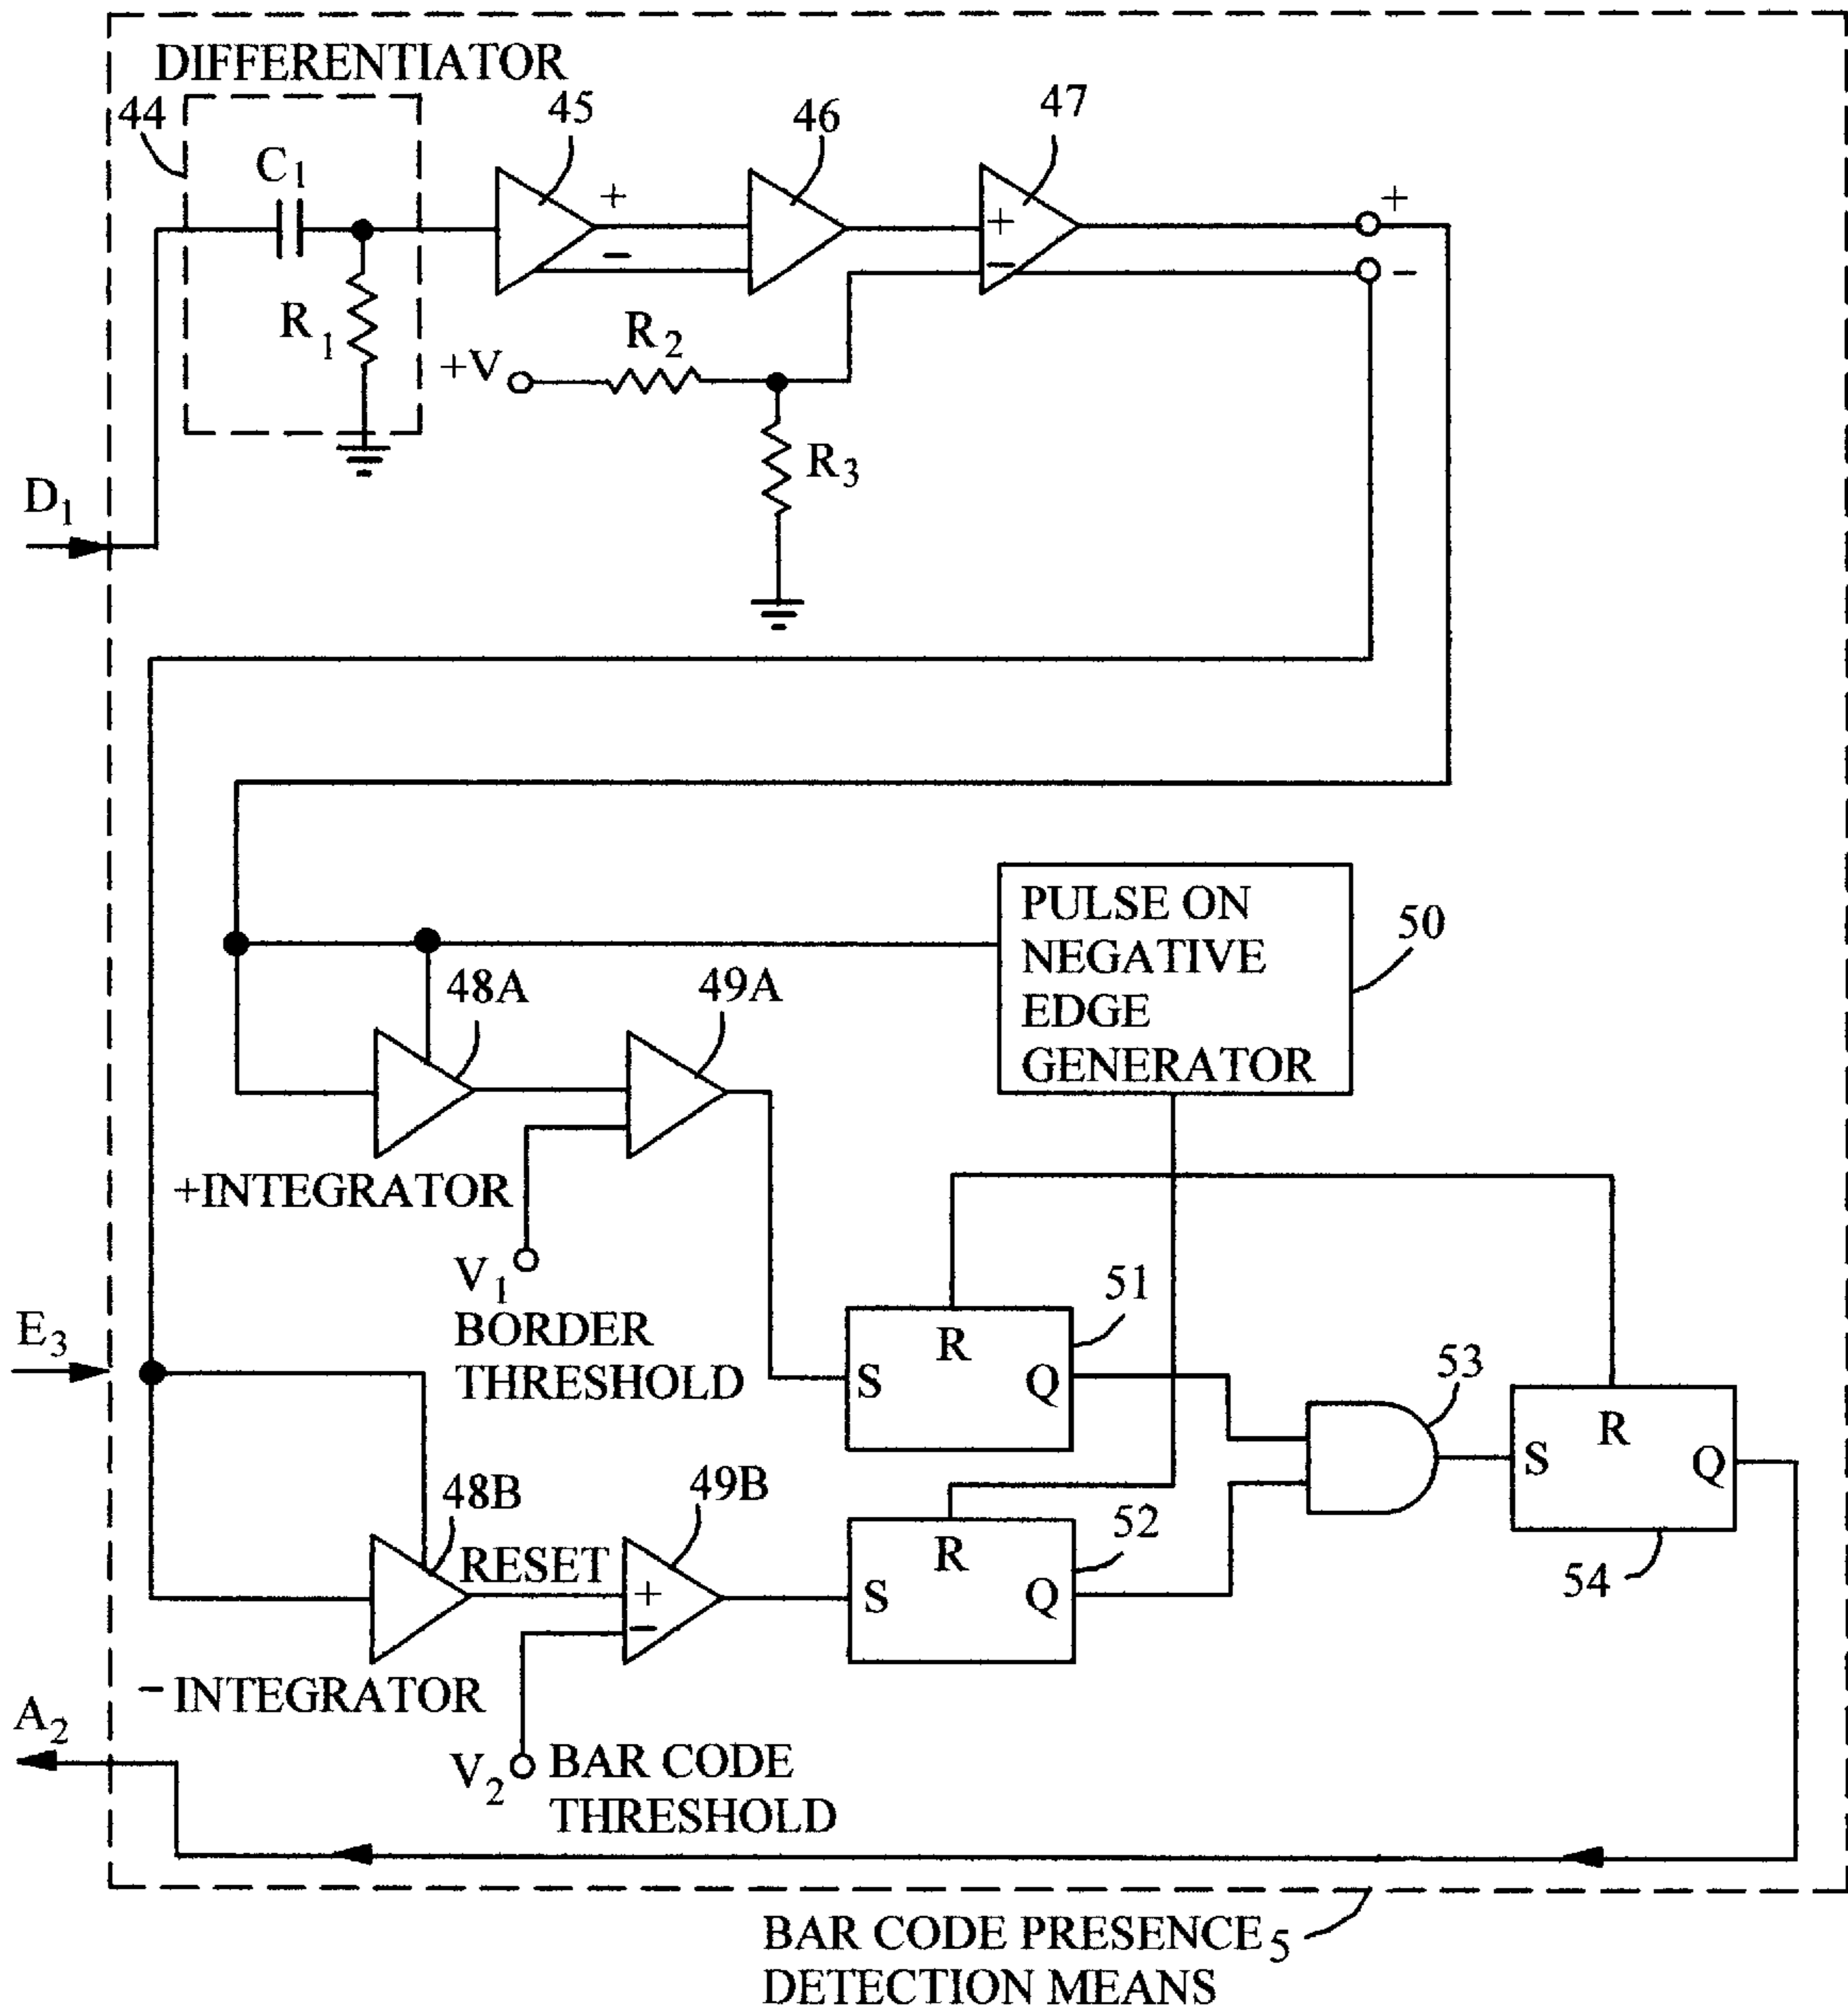 DIFFERENTIATOR
44
C1
R1
45
+
−
46
47
+
−
+
−
+V
R2
R3
D1
PULSE ON
NEGATIVE
EDGE
GENERATOR
50
48A
49A
+INTEGRATOR
V1
BORDER
THRESHOLD
51
R
S
Q
E3
53
R
S
Q
54
48B
RESET
49B
+
−
52
R
S
Q
− INTEGRATOR
A2
V2
BAR CODE
THRESHOLD
BAR CODE PRESENCE
DETECTION MEANS
5